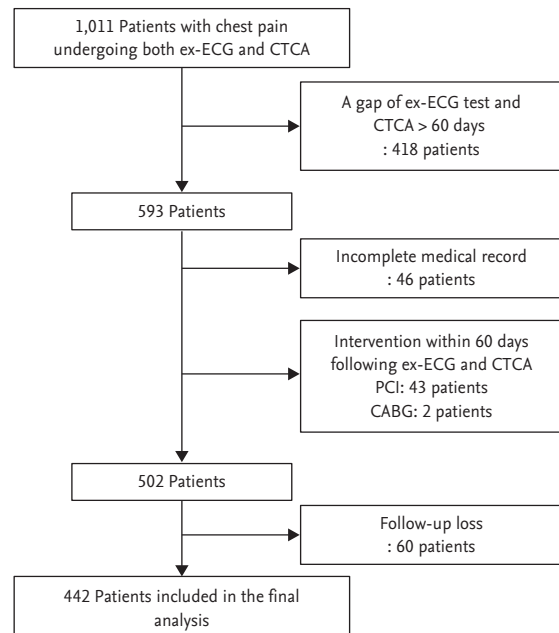 1,011 Patients with chest pain
undergoing both ex-ECG and CTCA
A gap of ex-ECG test and
CTCA > 60 days
: 418 patients
593 Patients
Incomplete medical record
: 46 patients
Intervention within 60 days
following ex-ECG and CTCA
PCI: 43 patients
CABG: 2 patients
502 Patients
Follow-up loss
: 60 patients
442 Patients included in the final
analysis